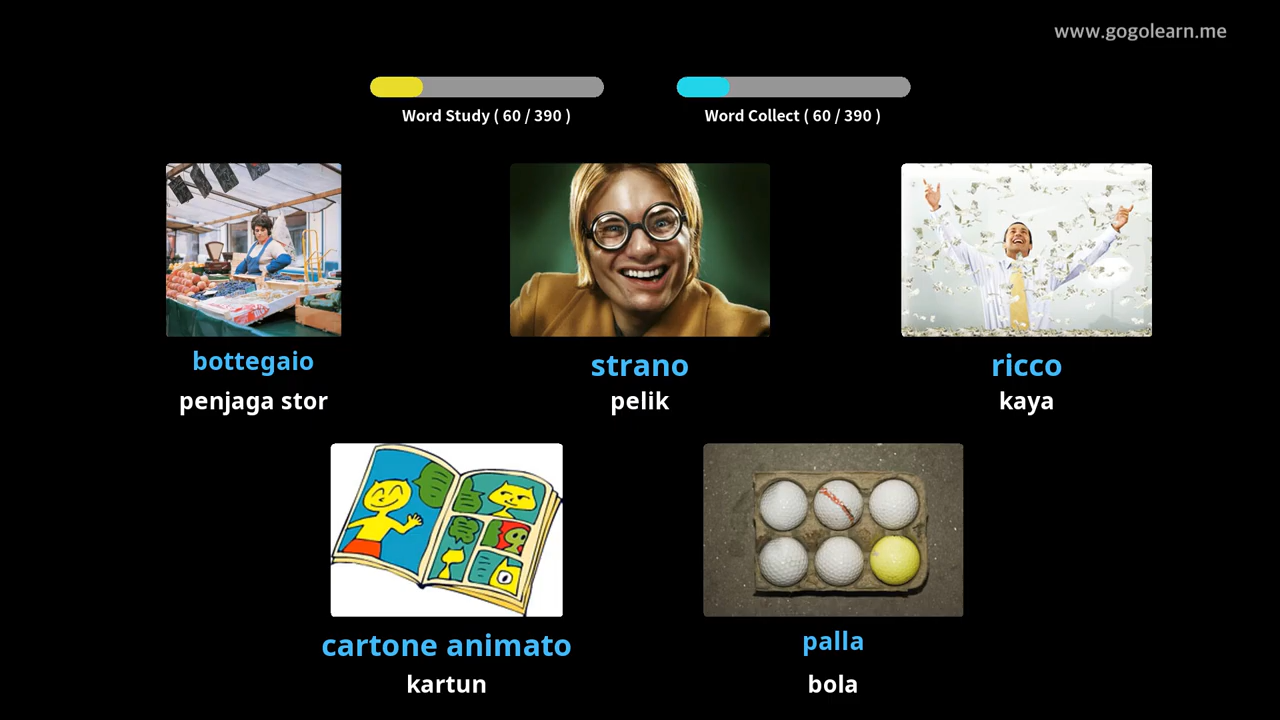 www.gogolearn.me
Word Study ( 60 / 390 )
Word Collect ( 60 / 390 )
bottegaio
penjaga stor
strano
pelik
ricco
kaya
cartone animato
kartun
palla
bola